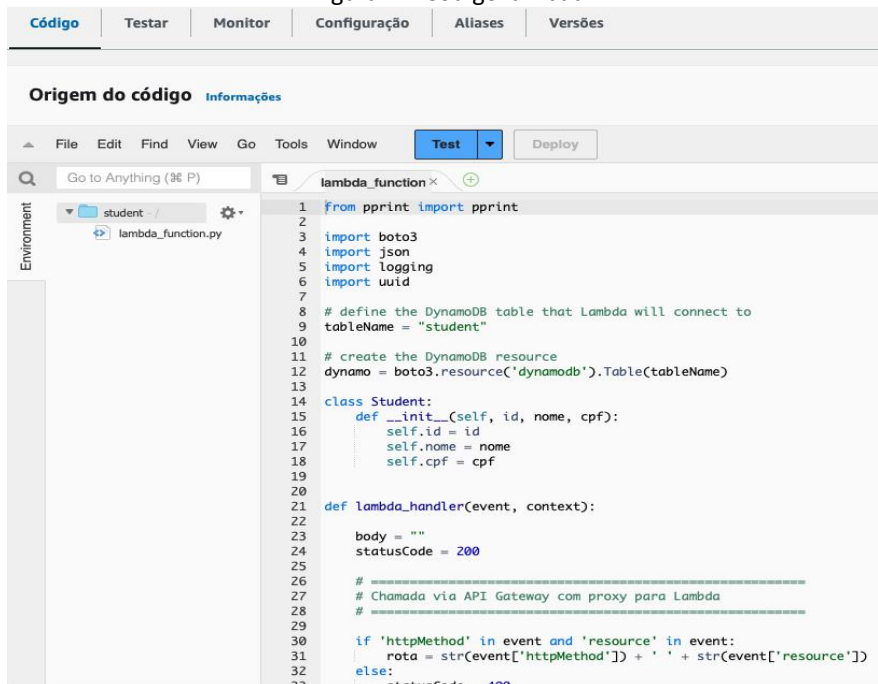 Código Testar Monitor Configuração Aliases Versões
Origem do código Informações
File Edit Find View Go Tools Window Test Deploy
Go to Anything (⌘ P)
lambda_function ×
Environment
student - /
lambda_function.py
1 from pprint import pprint
2
3 import boto3
4 import json
5 import logging
6 import uuid
7
8 # define the DynamoDB table that Lambda will connect to
9 tableName = "student"
10
11 # create the DynamoDB resource
12 dynamo = boto3.resource('dynamodb').Table(tableName)
13
14 class Student:
15     def __init__(self, id, nome, cpf):
16         self.id = id
17         self.nome = nome
18         self.cpf = cpf
19
20
21 def lambda_handler(event, context):
22
23     body = ""
24     statusCode = 200
25
26     # =======================================================
27     # Chamada via API Gateway com proxy para Lambda
28     # =======================================================
29
30     if 'httpMethod' in event and 'resource' in event:
31         rota = str(event['httpMethod']) + ' ' + str(event['resource'])
32     else: